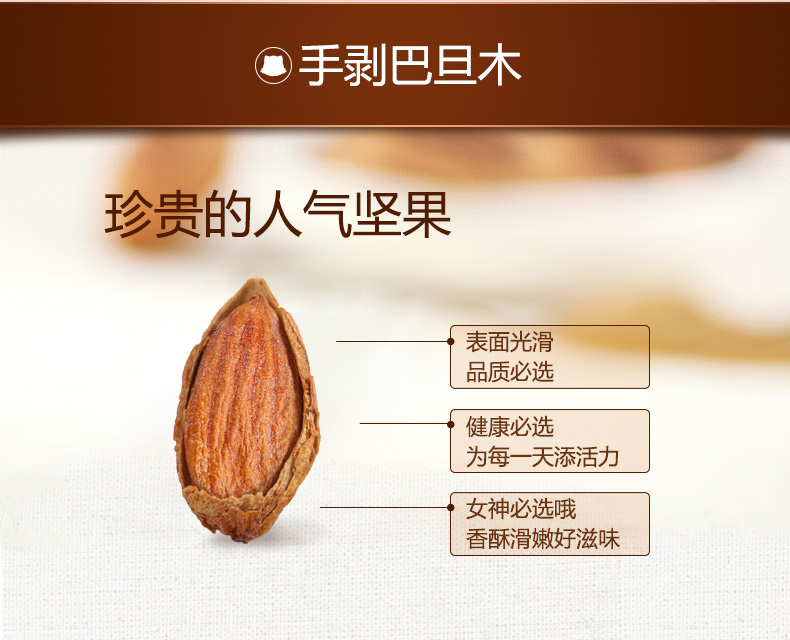 手剥巴旦木
珍贵的人气坚果
表面光滑
品质必选
健康必选
为每一天添活力
女神必选哦
香酥滑嫩好滋味